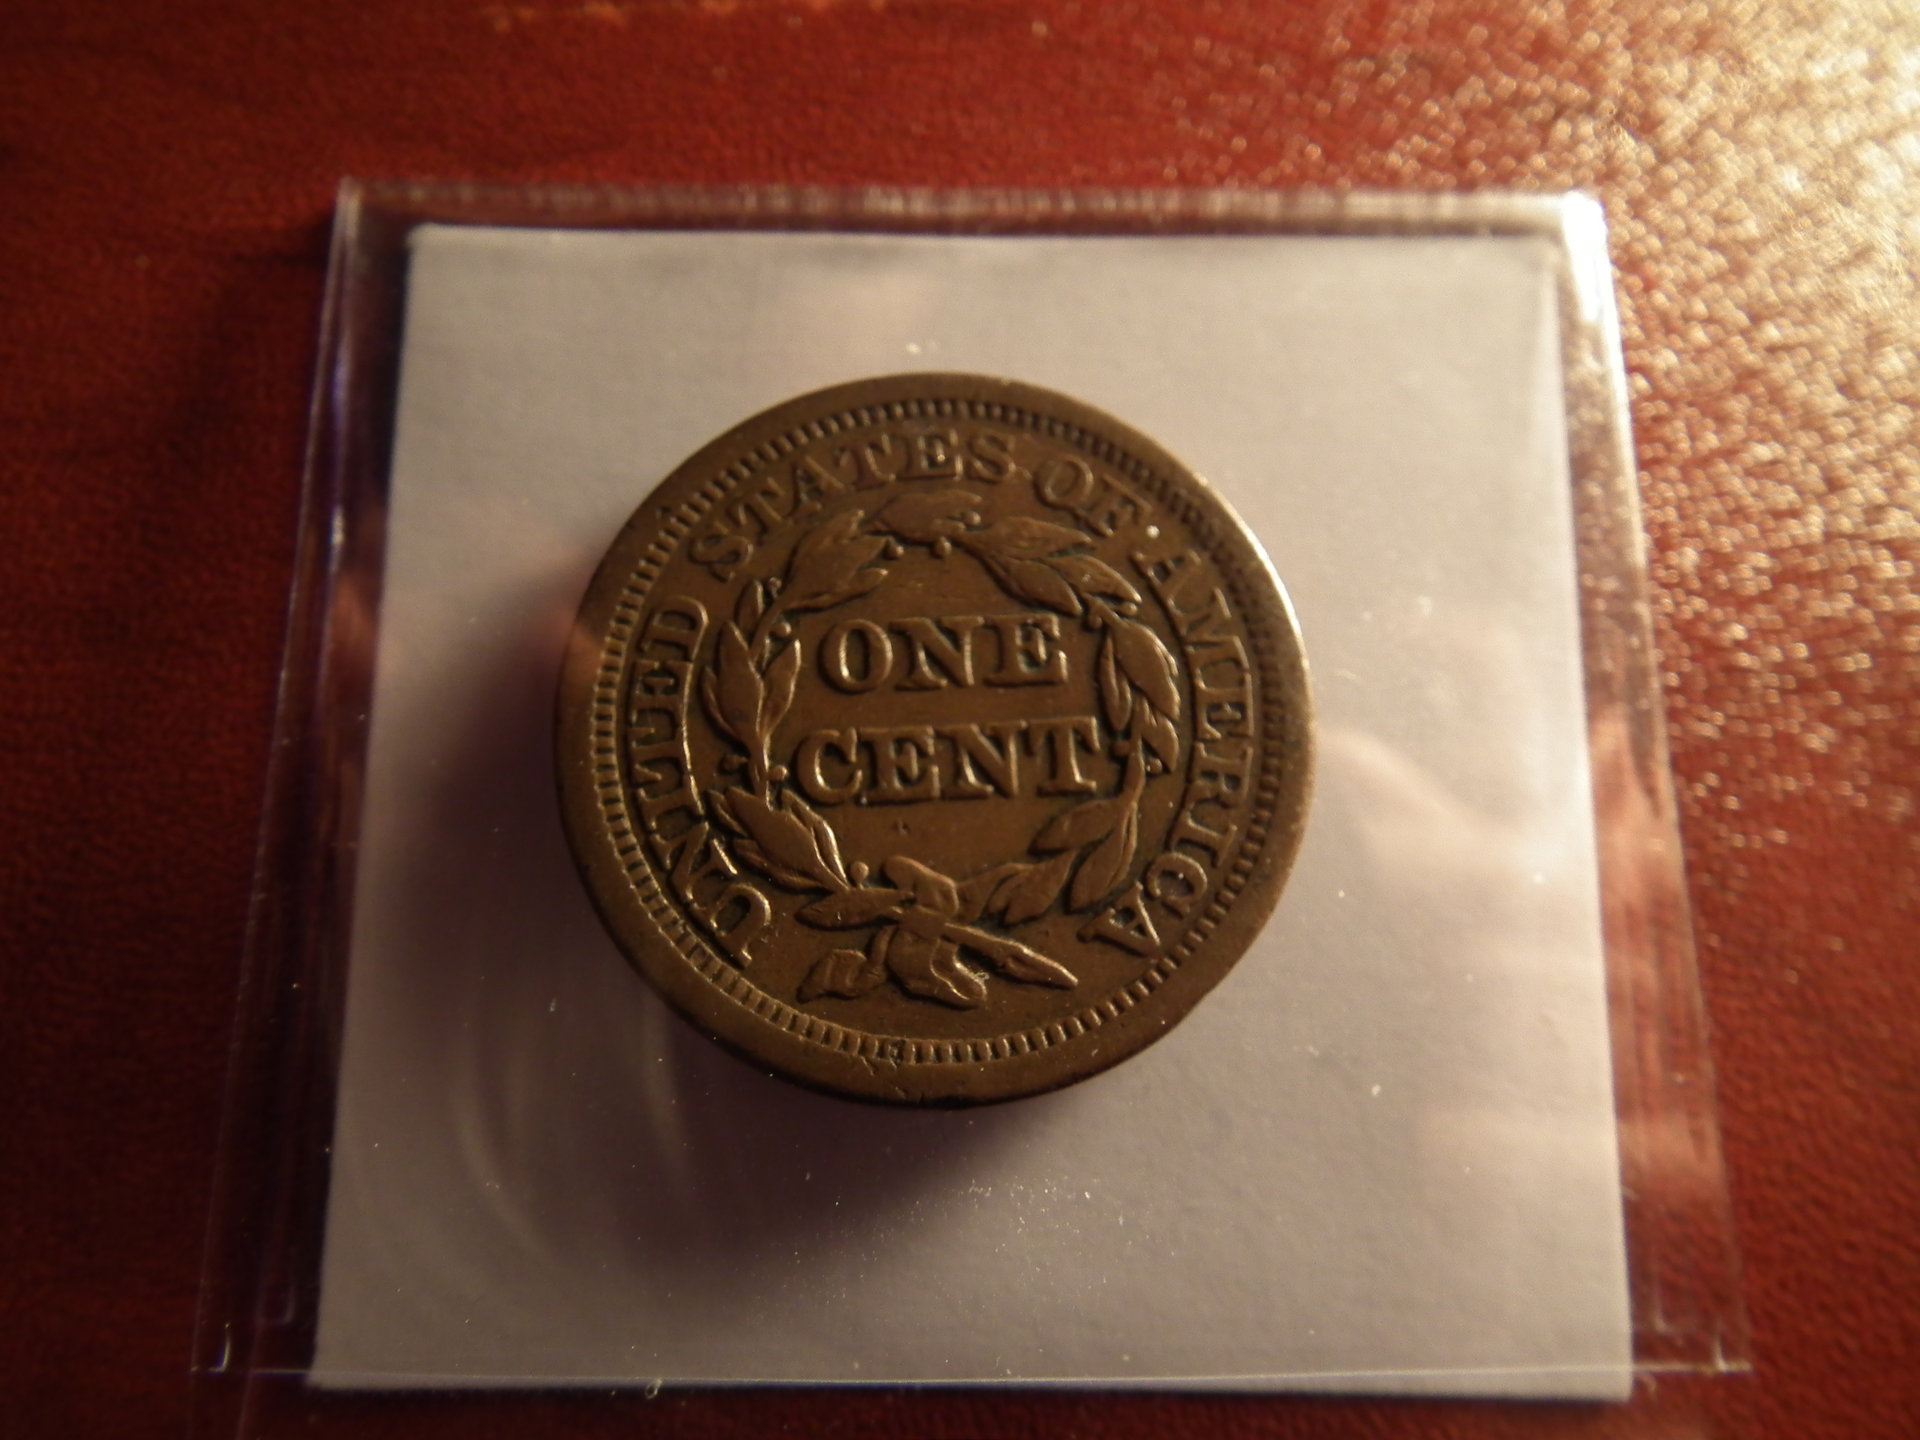 UNITED STATES OF AMERICA
ONE
CENT